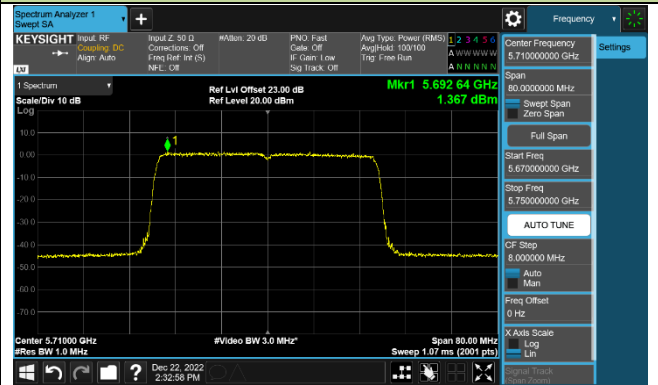 Spectrum Analyzer 1
Swept SA
+
Frequency
KEYSIGHT Input: RF
Coupling: DC
Align: Auto
Input Z: 50 Ω
Corrections: Off
Freq Ref: Int (S)
NFE: Off
#Atten: 20 dB
PNO: Fast
Gate: Off
IF Gain: Low
Sig Track: Off
Avg Type: Power (RMS)
Avg|Hold: 100/100
Trig: Free Run
1 2 3 4 5 6
A W W W W W
A N N N N N
LXI
1 Spectrum
Scale/Div 10 dB
Log
Ref Lvl Offset 23.00 dB
Ref Level 20.00 dBm
Mkr1 5.692 64 GHz
1.367 dBm
1
10.0
0.00
-10.0
-20.0
-30.0
-40.0
-50.0
-60.0
-70.0
Center 5.71000 GHz
#Res BW 1.0 MHz
#Video BW 3.0 MHz*
Span 80.00 MHz
Sweep 1.07 ms (2001 pts)
Dec 22, 2022
2:32:58 PM
Center Frequency
5.710000000 GHz
Settings
Span
80.0000000 MHz
Swept Span
Zero Span
Full Span
Start Freq
5.670000000 GHz
Stop Freq
5.750000000 GHz
AUTO TUNE
CF Step
8.000000 MHz
Auto
Man
Freq Offset
0 Hz
X Axis Scale
Log
Lin
Signal Track
(Span Zoom)